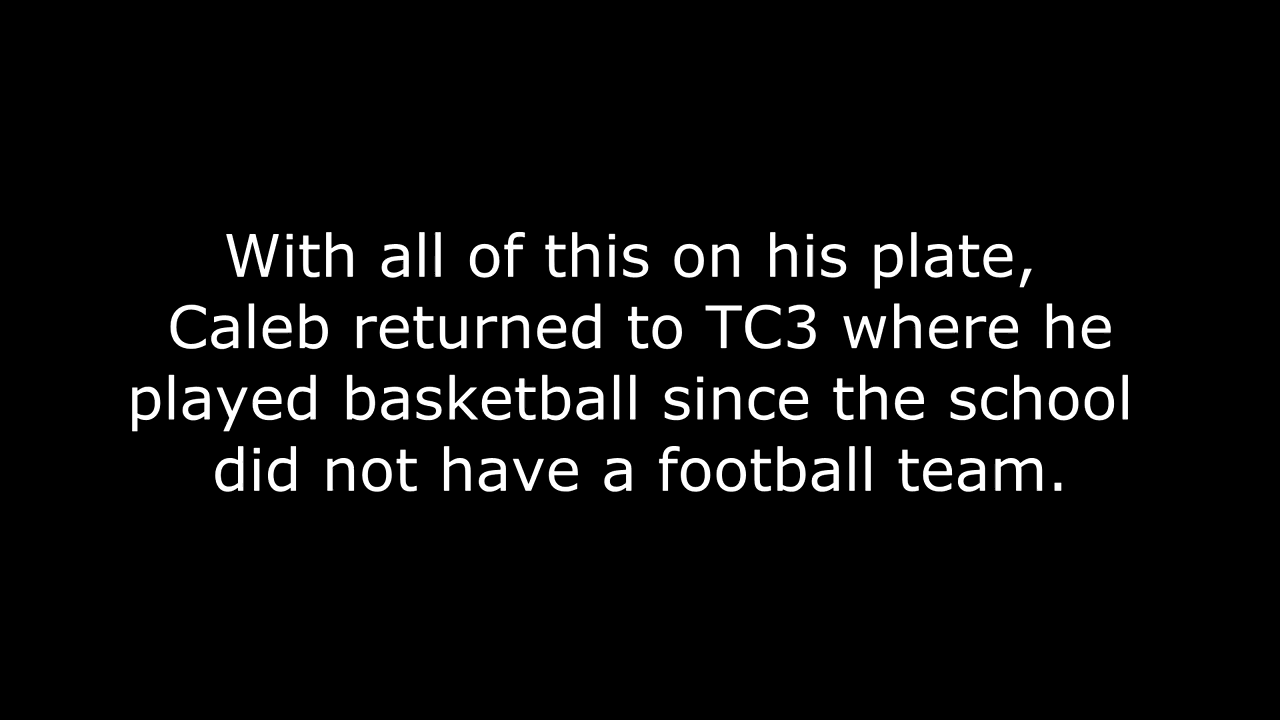 With all of this on his plate,
Caleb returned to TC3 where he
played basketball since the school
did not have a football team.